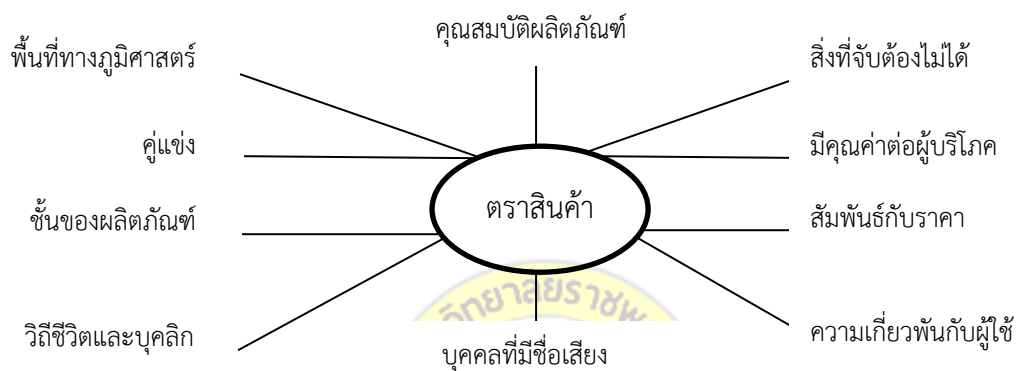 คุณสมบัติผลิตภัณฑ์
พื้นที่ทางภูมิศาสตร์
สิ่งที่จับต้องไม่ได้
คู่แข่ง
มีคุณค่าต่อผู้บริโภค
ตราสินค้า
ชั้นของผลิตภัณฑ์
สัมพันธ์กับราคา
วิถีชีวิตและบุคลิก
ความเกี่ยวพันกับผู้ใช้
บุคคลที่มีชื่อเสียง